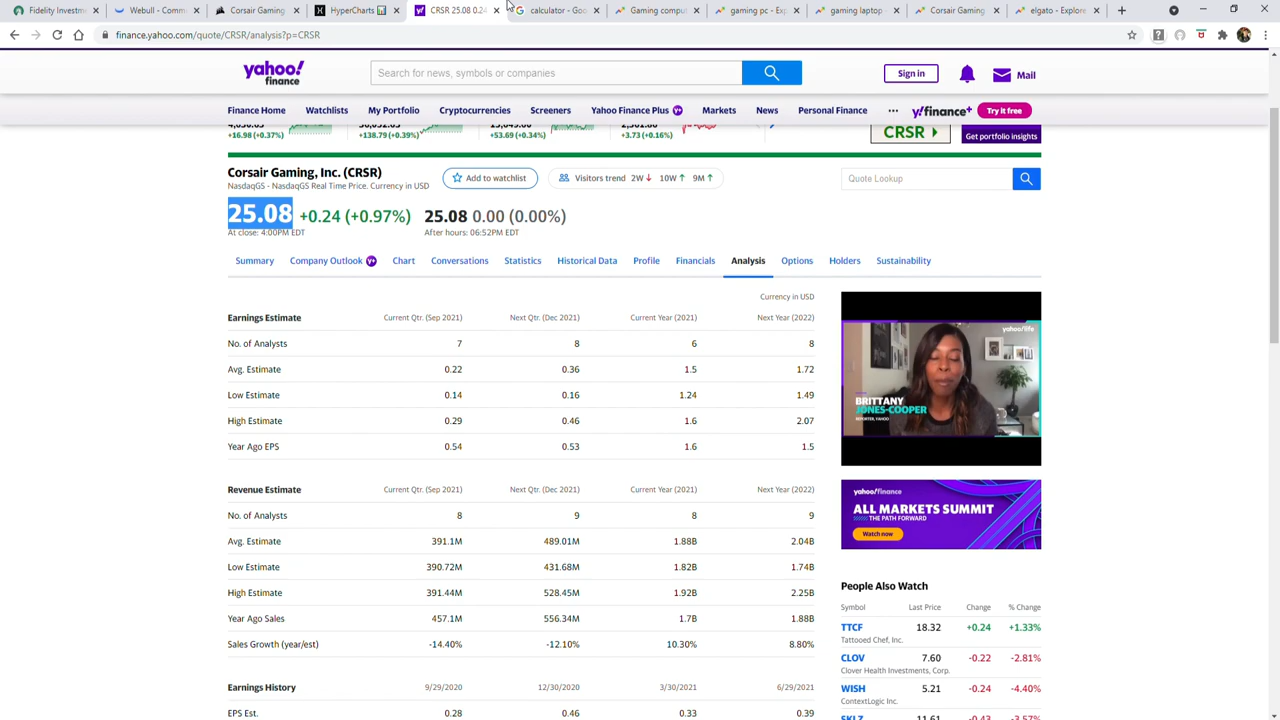 Fidelity Investm
Webull - Comm
Corsair Gaming
HyperCharts
CRSR 25.08 0.24
calculator - Goo
Gaming comput
gaming pc - Exp
gaming laptop
Corsair Gaming
elgato - Explore
finance.yahoo.com/quote/CRSR/analysis?p=CRSR
yahoo!
finance
Search for news, symbols or companies
Sign in
Mail
Finance Home
Watchlists
My Portfolio
Cryptocurrencies
Screeners
Yahoo Finance Plus
Markets
News
Personal Finance
y!finance+
Try it free
+16.98 (+0.37%)
+138.79 (+0.39%)
+53.69 (+0.34%)
+3.73 (+0.16%)
CRSR
Get portfolio insights
Corsair Gaming, Inc. (CRSR)
NasdaqGS - NasdaqGS Real Time Price. Currency in USD
Add to watchlist
Visitors trend 2W ↓ 10W ↑ 9M ↑
Quote Lookup
25.08 +0.24 (+0.97%)
At close: 4:00PM EDT
25.08 0.00 (0.00%)
After hours: 06:52PM EDT
Summary
Company Outlook
Chart
Conversations
Statistics
Historical Data
Profile
Financials
Analysis
Options
Holders
Sustainability
Currency in USD
Earnings Estimate Current Qtr. (Sep 2021) Next Qtr. (Dec 2021) Current Year (2021) Next Year (2022)
No. of Analysts 7 8 6 8
Avg. Estimate 0.22 0.36 1.5 1.72
Low Estimate 0.14 0.16 1.24 1.49
High Estimate 0.29 0.46 1.6 2.07
Year Ago EPS 0.54 0.53 1.6 1.5
Revenue Estimate Current Qtr. (Sep 2021) Next Qtr. (Dec 2021) Current Year (2021) Next Year (2022)
No. of Analysts 8 9 8 9
Avg. Estimate 391.1M 489.01M 1.88B 2.04B
Low Estimate 390.72M 431.68M 1.82B 1.74B
High Estimate 391.44M 528.45M 1.92B 2.25B
Year Ago Sales 457.1M 556.34M 1.7B 1.88B
Sales Growth (year/est) -14.40% -12.10% 10.30% 8.80%
Earnings History 9/29/2020 12/30/2020 3/30/2021 6/29/2021
EPS Est. 0.28 0.46 0.33 0.39
yahoo!life
BRITTANY
JONES-COOPER
REPORTER, YAHOO
yahoo!finance
ALL MARKETS SUMMIT
THE PATH FORWARD
Watch now
People Also Watch
Symbol Last Price Change % Change
TTCF 18.32 +0.24 +1.33%
Tattooed Chef, Inc.
CLOV 7.60 -0.22 -2.81%
Clover Health Investments, Corp.
WISH 5.21 -0.24 -4.40%
ContextLogic Inc.
SKLZ 11.61 -0.43 -3.57%